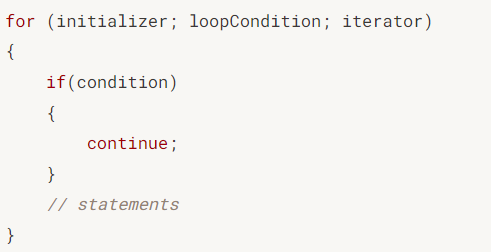 for (initializer; loopCondition; iterator)
{
    if(condition)
    {
        continue;
    }
    // statements
}